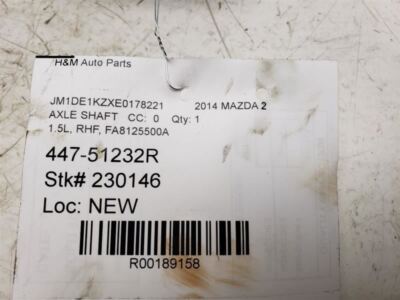 H&M Auto Parts
JM1DE1KZXE0178221 2014 MAZDA 2
AXLE SHAFT CC: 0 Qty: 1
1.5L, RHF, FA8125500A
447-51232R
Stk# 230146
Loc: NEW
R00189158